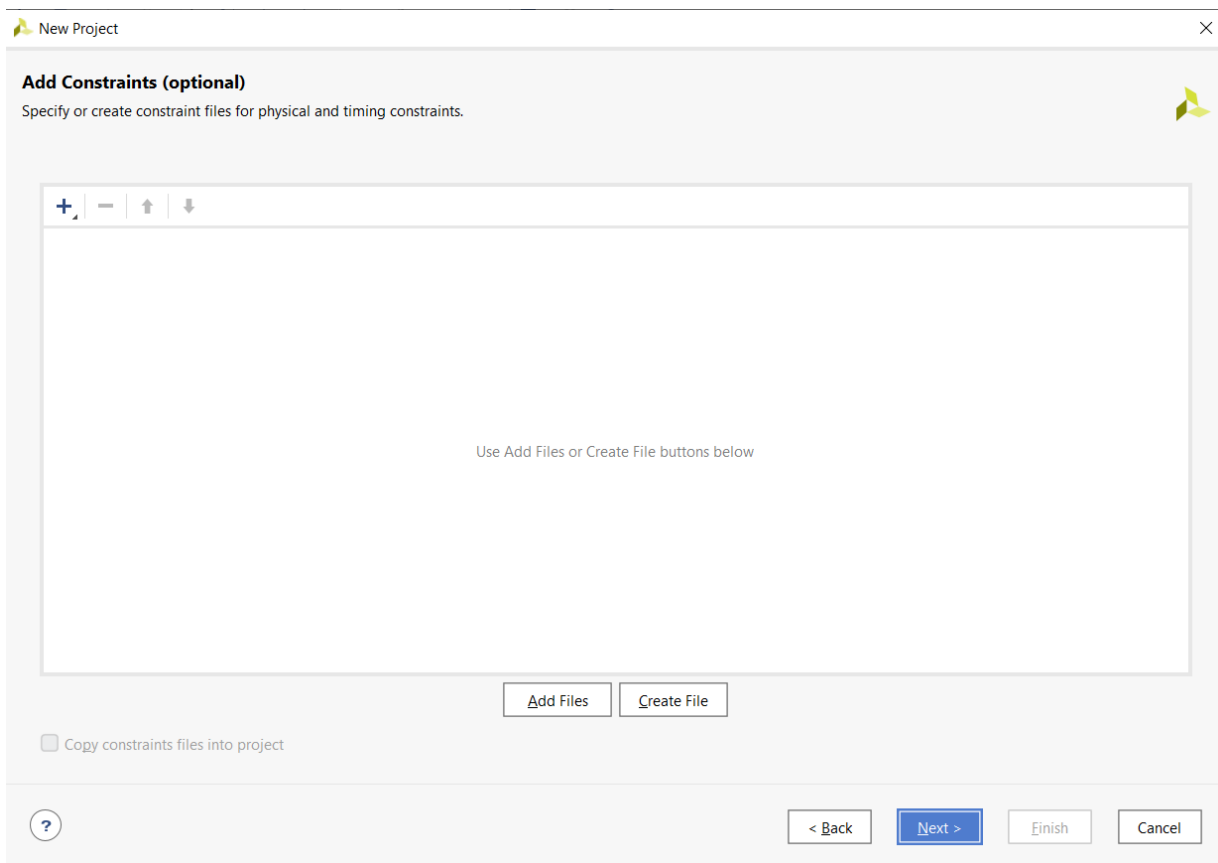 New Project
Add Constraints (optional)
Specify or create constraint files for physical and timing constraints.
Use Add Files or Create File buttons below
Add Files Create File
Copy constraints files into project
? < Back Next > Finish Cancel